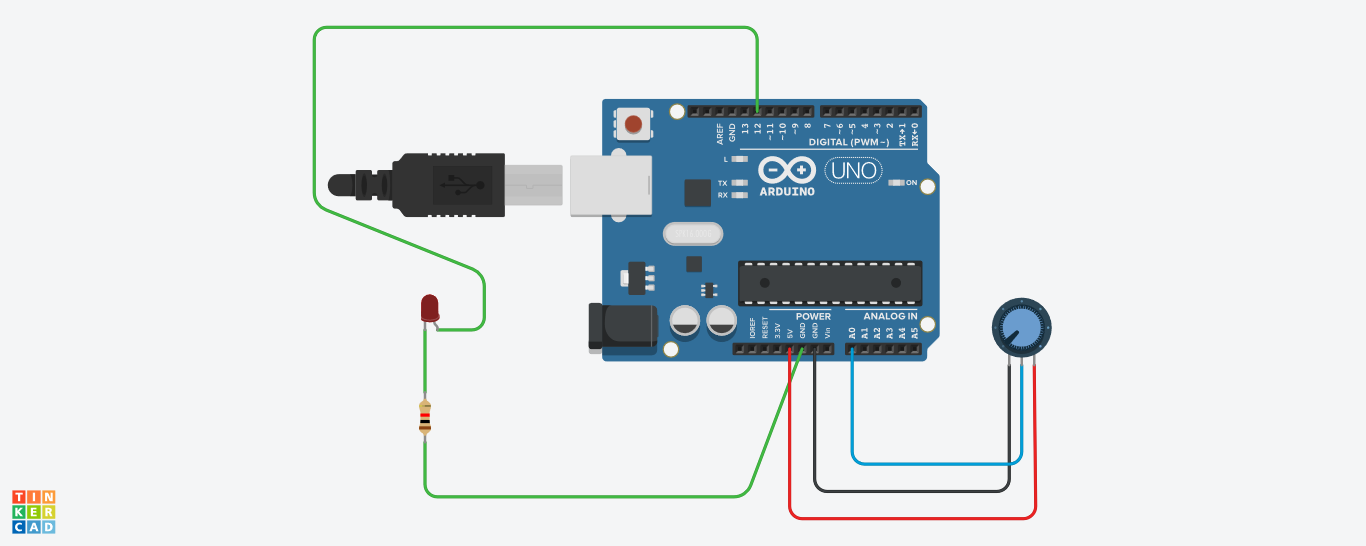 AREF
GND
13
12
~11
~10
~9
8
7
~6
~5
4
~3
2
TX→1
RX←0
DIGITAL (PWM~)
L
TX
RX
ARDUINO
UNO
ON
POWER
ANALOG IN
IOREF
RESET
3.3V
5V
GND
GND
Vin
A0
A1
A2
A3
A4
A5
TIN
KER
CAD